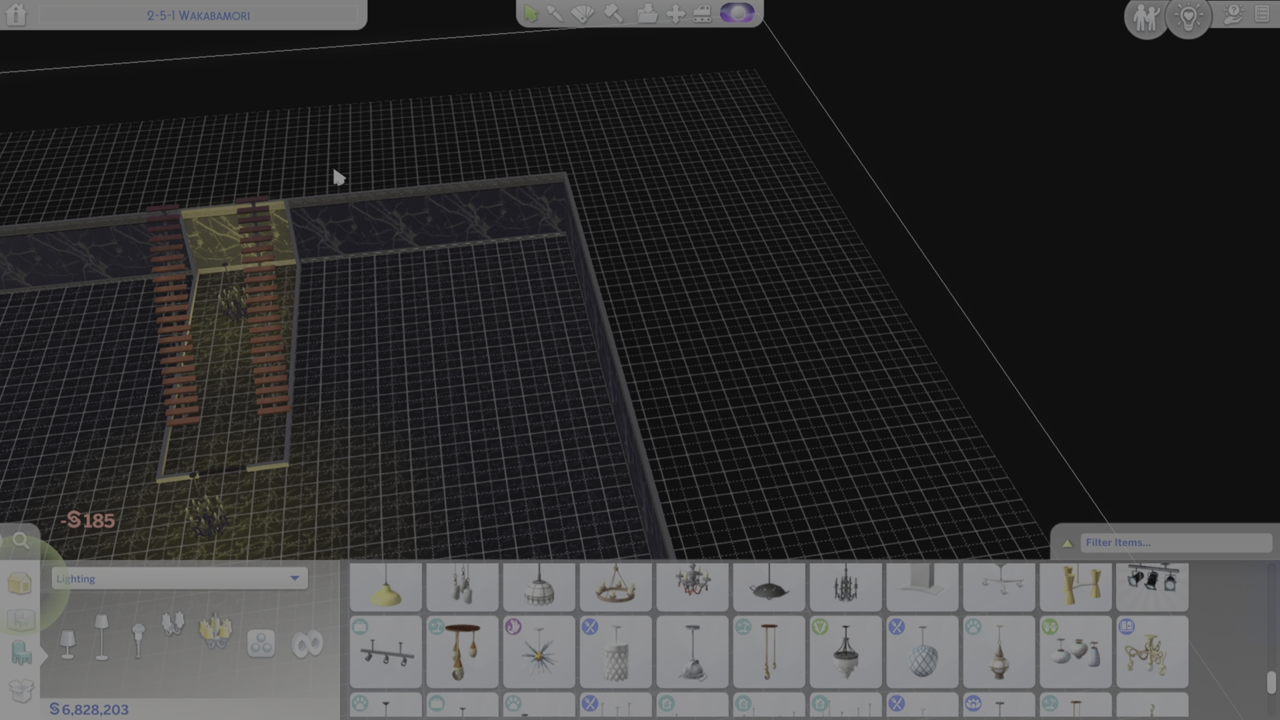 2-5-1 Wakabamori
-§185
Filter Items...
Lighting
§6,828,203